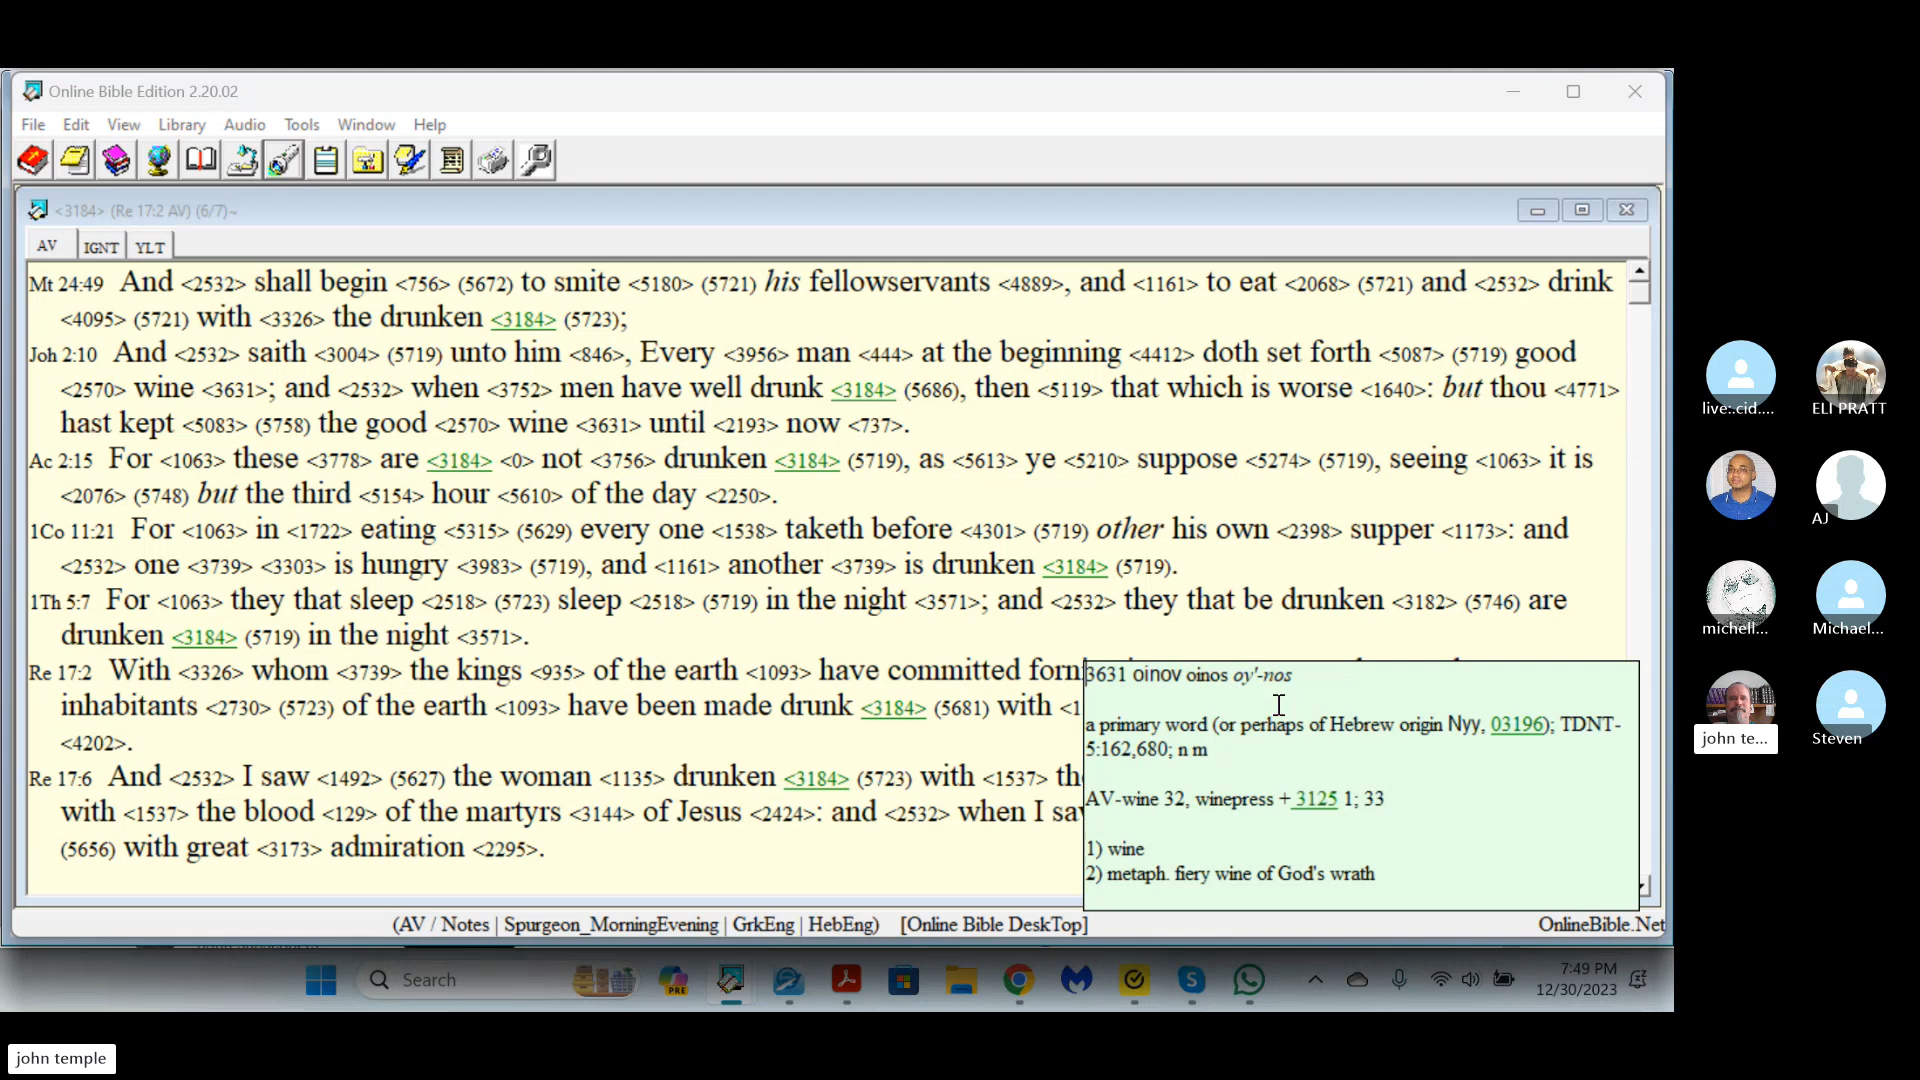 Online Bible Edition 2.20.02
File Edit View Library Audio Tools Window Help
<3184> (Re 17:2 AV) (6/7)~
AV IGNT YLT
Mt 24:49 And <2532> shall begin <756> (5672) to smite <5180> (5721) his fellowservants <4889>, and <1161> to eat <2068> (5721) and <2532> drink
<4095> (5721) with <3326> the drunken <3184> (5723);
Joh 2:10 And <2532> saith <3004> (5719) unto him <846>, Every <3956> man <444> at the beginning <4412> doth set forth <5087> (5719) good
<2570> wine <3631>; and <2532> when <3752> men have well drunk <3184> (5686), then <5119> that which is worse <1640>: but thou <4771>
hast kept <5083> (5758) the good <2570> wine <3631> until <2193> now <737>.
Ac 2:15 For <1063> these <3778> are <3184> <0> not <3756> drunken <3184> (5719), as <5613> ye <5210> suppose <5274> (5719), seeing <1063> it is
<2076> (5748) but the third <5154> hour <5610> of the day <2250>.
1Co 11:21 For <1063> in <1722> eating <5315> (5629) every one <1538> taketh before <4301> (5719) other his own <2398> supper <1173>: and
<2532> one <3739> <3303> is hungry <3983> (5719), and <1161> another <3739> is drunken <3184> (5719).
1Th 5:7 For <1063> they that sleep <2518> (5723) sleep <2518> (5719) in the night <3571>; and <2532> they that be drunken <3182> (5746) are
drunken <3184> (5719) in the night <3571>.
Re 17:2 With <3326> whom <3739> the kings <935> of the earth <1093> have committed forn
inhabitants <2730> (5723) of the earth <1093> have been made drunk <3184> (5681) with <1
<4202>.
Re 17:6 And <2532> I saw <1492> (5627) the woman <1135> drunken <3184> (5723) with <1537> th
with <1537> the blood <129> of the martyrs <3144> of Jesus <2424>: and <2532> when I sa
(5656) with great <3173> admiration <2295>.
3631 oinov oinos oy'-nos
a primary word (or perhaps of Hebrew origin Nyy, 03196); TDNT-
5:162,680; n m
AV-wine 32, winepress + 3125 1; 33
1) wine
2) metaph. fiery wine of God's wrath
(AV / Notes | Spurgeon_MorningEvening | GrkEng | HebEng) [Online Bible DeskTop]
OnlineBible.Net
Search
PRE
7:49 PM
12/30/2023
live:.cid....
ELI PRATT
AJ
michell...
Michael...
john te...
Steven
john temple